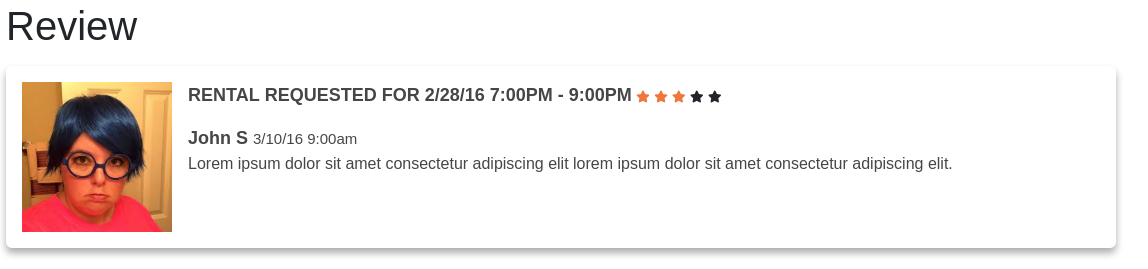 Review
RENTAL REQUESTED FOR 2/28/16 7:00PM - 9:00PM
John S 3/10/16 9:00am
Lorem ipsum dolor sit amet consectetur adipiscing elit lorem ipsum dolor sit amet consectetur adipiscing elit.